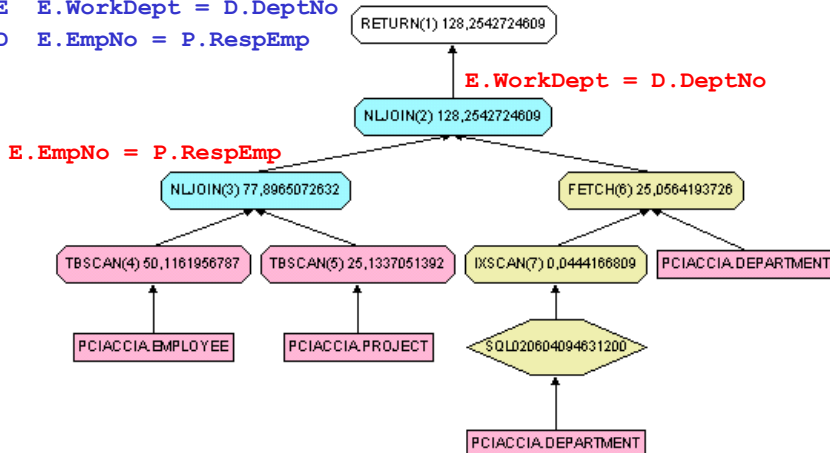 E E.WorkDept = D.DeptNo
D E.EmpNo = P.RespEmp
RETURN(1) 128,2542724609
E.WorkDept = D.DeptNo
NLJOIN(2) 128,2542724609
E.EmpNo = P.RespEmp
NLJOIN(3) 77,8965072632
FETCH(6) 25,0564193726
TBSCAN(4) 50,1161956787
TBSCAN(5) 25,1337051392
IXSCAN(7) 0,0444166809
PCIACCIA.DEPARTMENT
PCIACCIA.EMPLOYEE
PCIACCIA.PROJECT
SQL020604094631200
PCIACCIA.DEPARTMENT